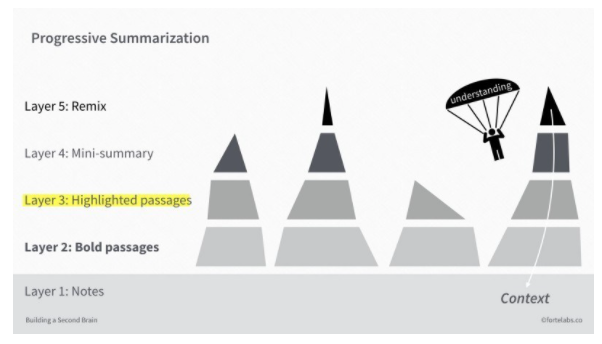 Progressive Summarization
understanding
Layer 5: Remix
Layer 4: Mini-summary
Layer 3: Highlighted passages
Layer 2: Bold passages
Layer 1: Notes
Context
Building a Second Brain
©fortelabs.co